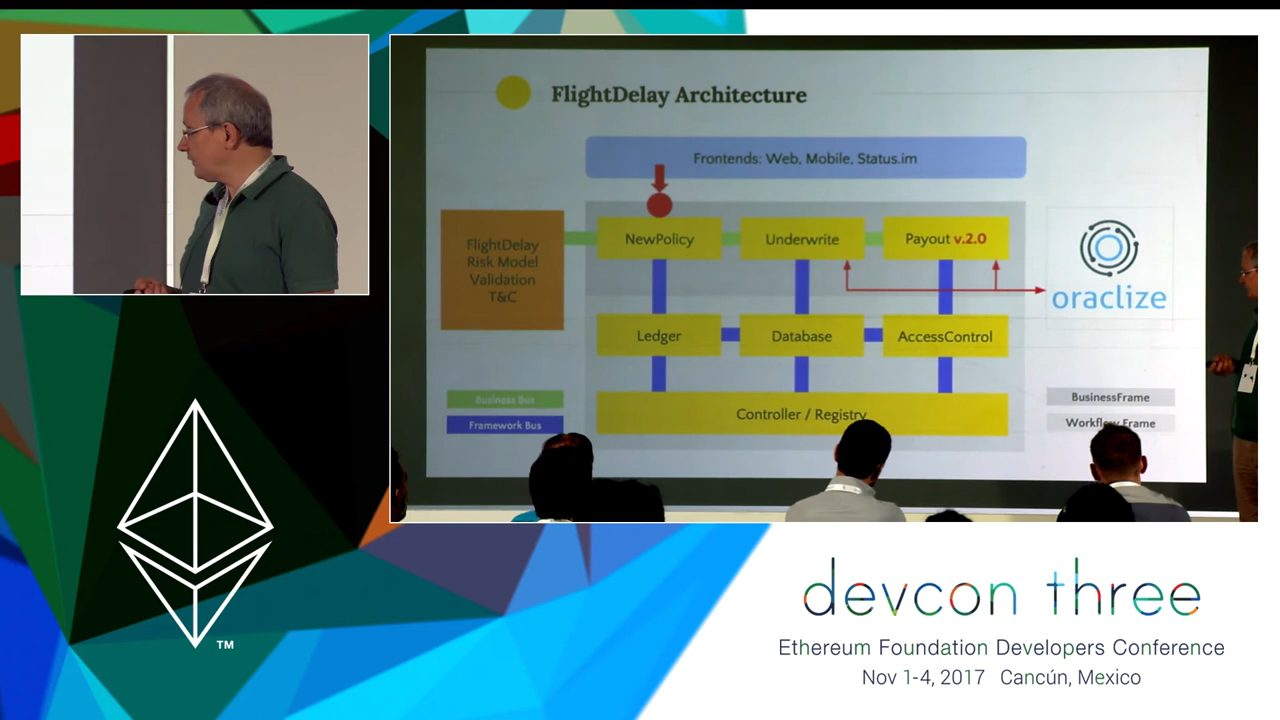 FlightDelay Architecture
Frontends: Web, Mobile, Status.im
FlightDelay
Risk Model
Validation
T&C
NewPolicy
Underwrite
Payout v.2.0
oraclize
Ledger
Database
AccessControl
Business Bus
Framework Bus
Controller / Registry
BusinessFrame
Workflow Frame
TM
devcon three
Ethereum Foundation Developers Conference
Nov 1-4, 2017 Cancún, Mexico